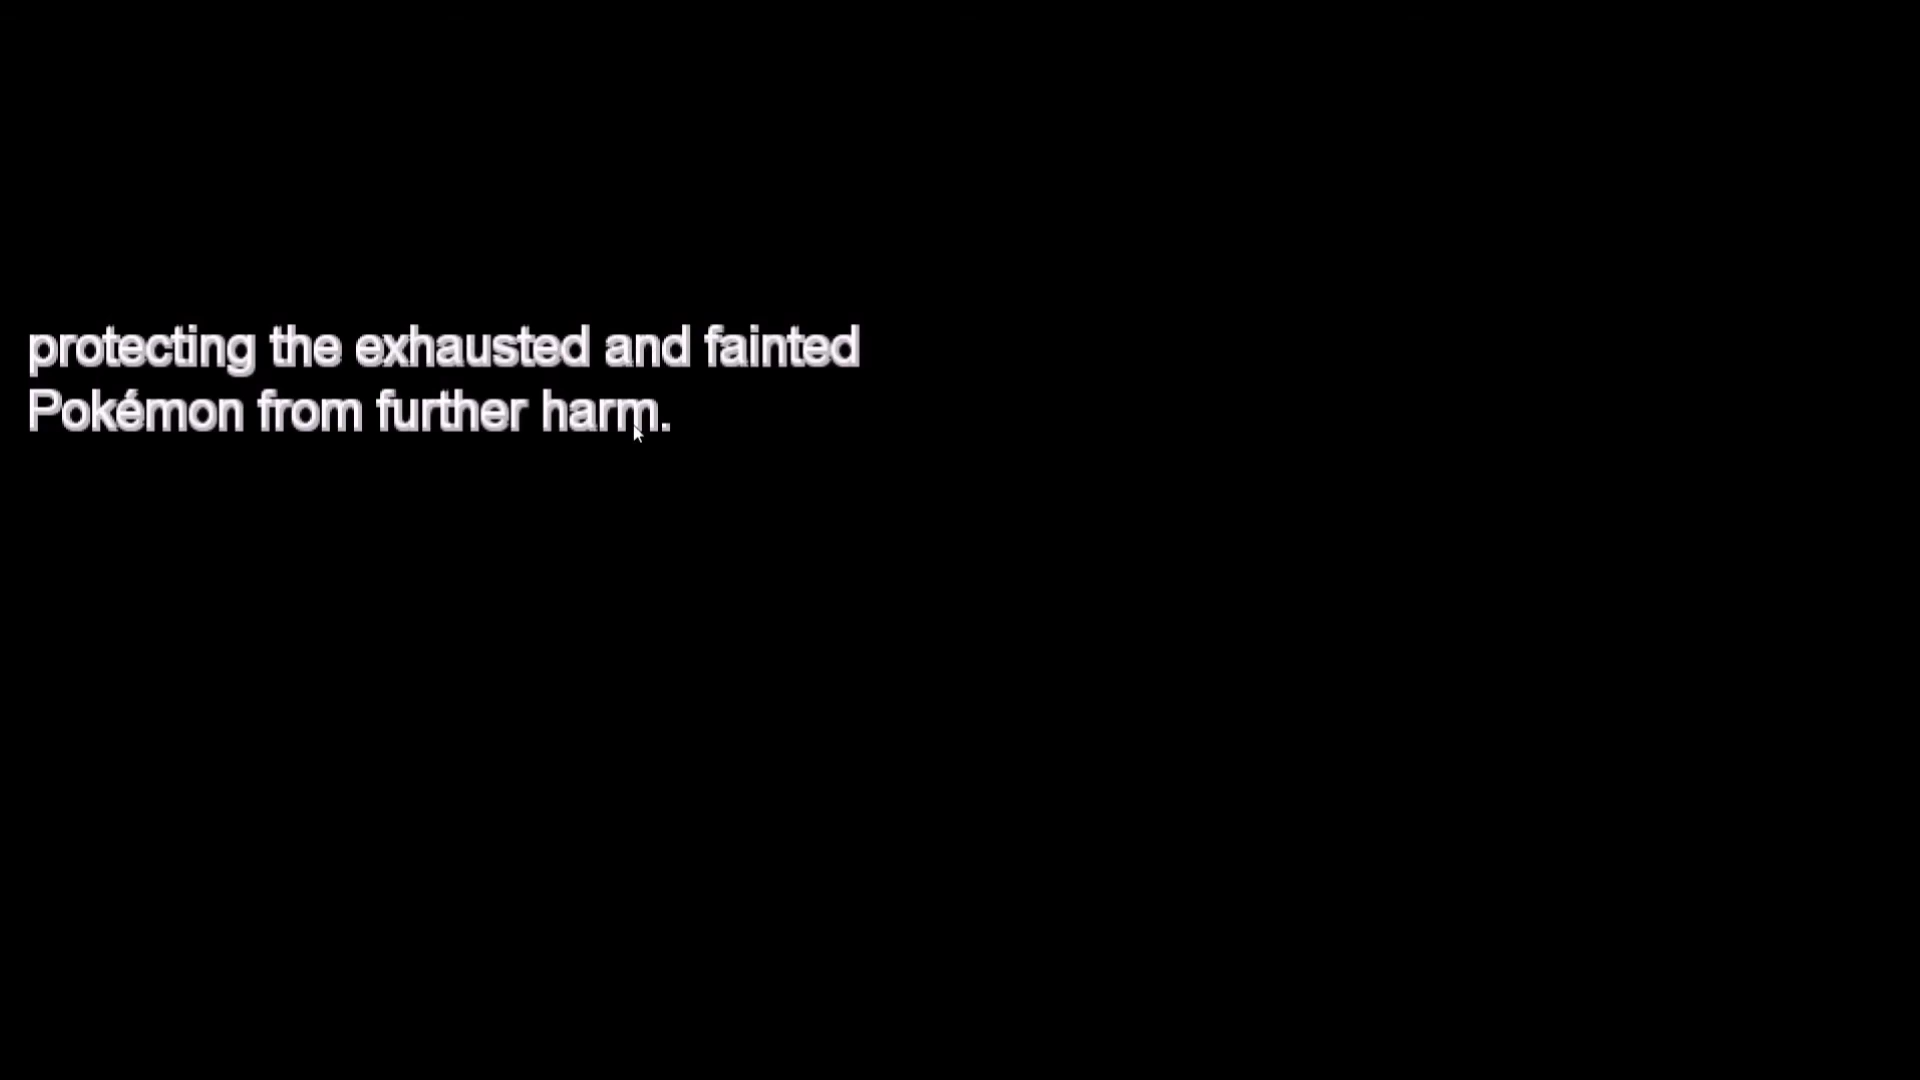 protecting the exhausted and fainted
Pokémon from further harm.